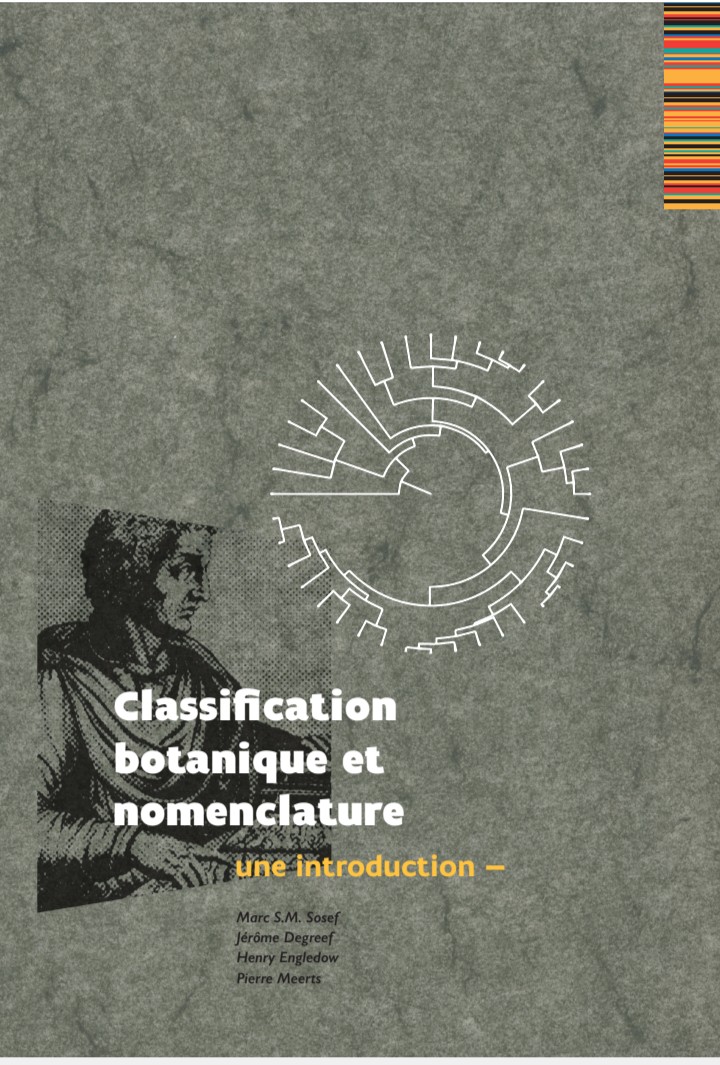 Classification
botanique et
nomenclature
une introduction –
Marc S.M. Sosef
Jérôme Degreef
Henry Engledow
Pierre Meerts